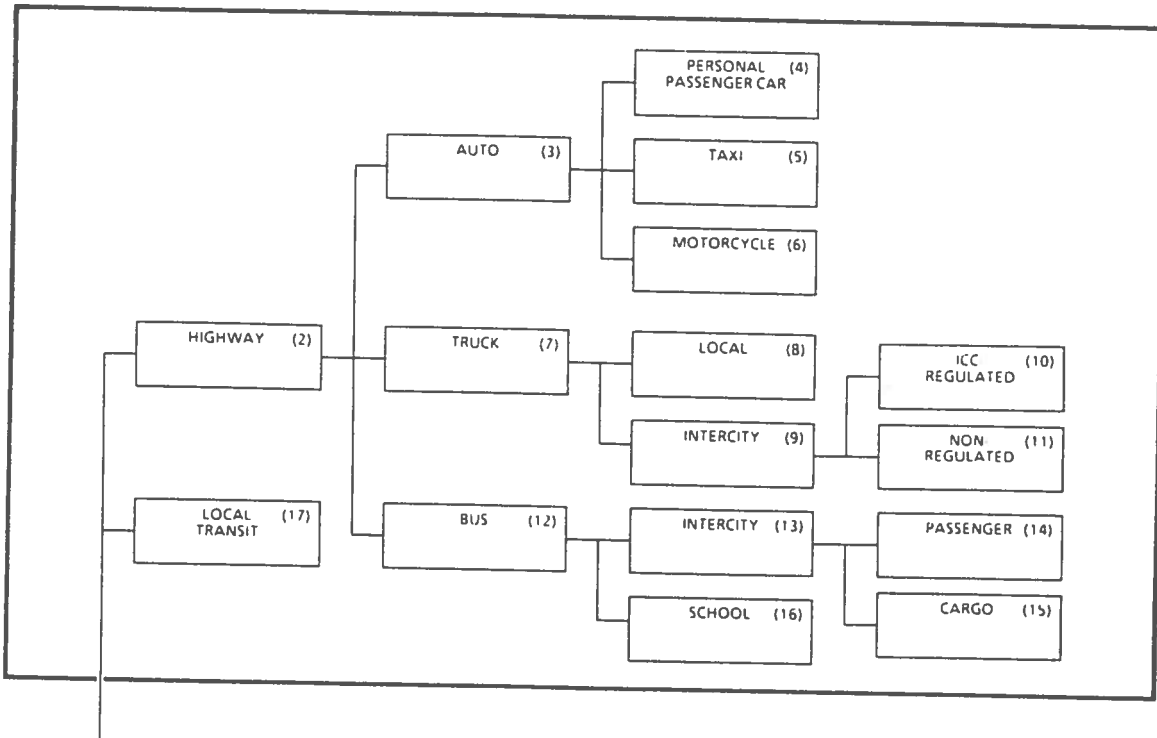 PERSONAL (4)
PASSENGER CAR
AUTO (3)
TAXI (5)
MOTORCYCLE (6)
HIGHWAY (2)
TRUCK (7)
LOCAL (8)
ICC (10)
REGULATED
INTERCITY (9)
NON (11)
REGULATED
LOCAL (17)
TRANSIT
BUS (12)
INTERCITY (13)
PASSENGER (14)
SCHOOL (16)
CARGO (15)